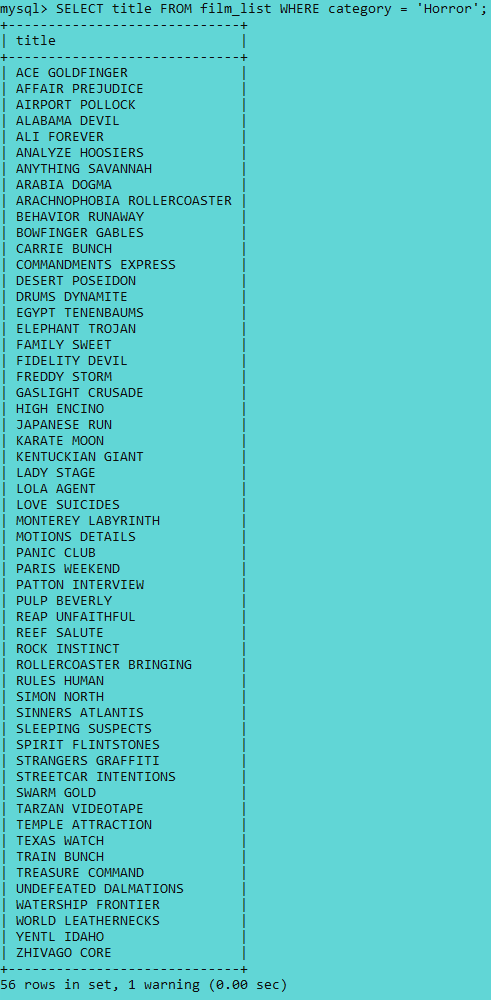 mysql> SELECT title FROM film_list WHERE category = 'Horror';
+-----------------------------+
| title                       |
+-----------------------------+
| ACE GOLDFINGER              |
| AFFAIR PREJUDICE            |
| AIRPORT POLLOCK             |
| ALABAMA DEVIL               |
| ALI FOREVER                 |
| ANALYZE HOOSIERS            |
| ANYTHING SAVANNAH           |
| ARABIA DOGMA                |
| ARACHNOPHOBIA ROLLERCOASTER |
| BEHAVIOR RUNAWAY            |
| BOWFINGER GABLES            |
| CARRIE BUNCH                |
| COMMANDMENTS EXPRESS        |
| DESERT POSEIDON             |
| DRUMS DYNAMITE              |
| EGYPT TENENBAUMS            |
| ELEPHANT TROJAN             |
| FAMILY SWEET                |
| FIDELITY DEVIL              |
| FREDDY STORM                |
| GASLIGHT CRUSADE            |
| HIGH ENCINO                 |
| JAPANESE RUN                |
| KARATE MOON                 |
| KENTUCKIAN GIANT            |
| LADY STAGE                  |
| LOLA AGENT                  |
| LOVE SUICIDES               |
| MONTEREY LABYRINTH          |
| MOTIONS DETAILS             |
| PANIC CLUB                  |
| PARIS WEEKEND               |
| PATTON INTERVIEW            |
| PULP BEVERLY                |
| REAP UNFAITHFUL             |
| REEF SALUTE                 |
| ROCK INSTINCT               |
| ROLLERCOASTER BRINGING      |
| RULES HUMAN                 |
| SIMON NORTH                 |
| SINNERS ATLANTIS            |
| SLEEPING SUSPECTS           |
| SPIRIT FLINTSTONES          |
| STRANGERS GRAFFITI          |
| STREETCAR INTENTIONS        |
| SWARM GOLD                  |
| TARZAN VIDEOTAPE            |
| TEMPLE ATTRACTION           |
| TEXAS WATCH                 |
| TRAIN BUNCH                 |
| TREASURE COMMAND            |
| UNDEFEATED DALMATIONS       |
| WATERSHIP FRONTIER          |
| WORLD LEATHERNECKS          |
| YENTL IDAHO                 |
| ZHIVAGO CORE                |
+-----------------------------+
56 rows in set, 1 warning (0.00 sec)